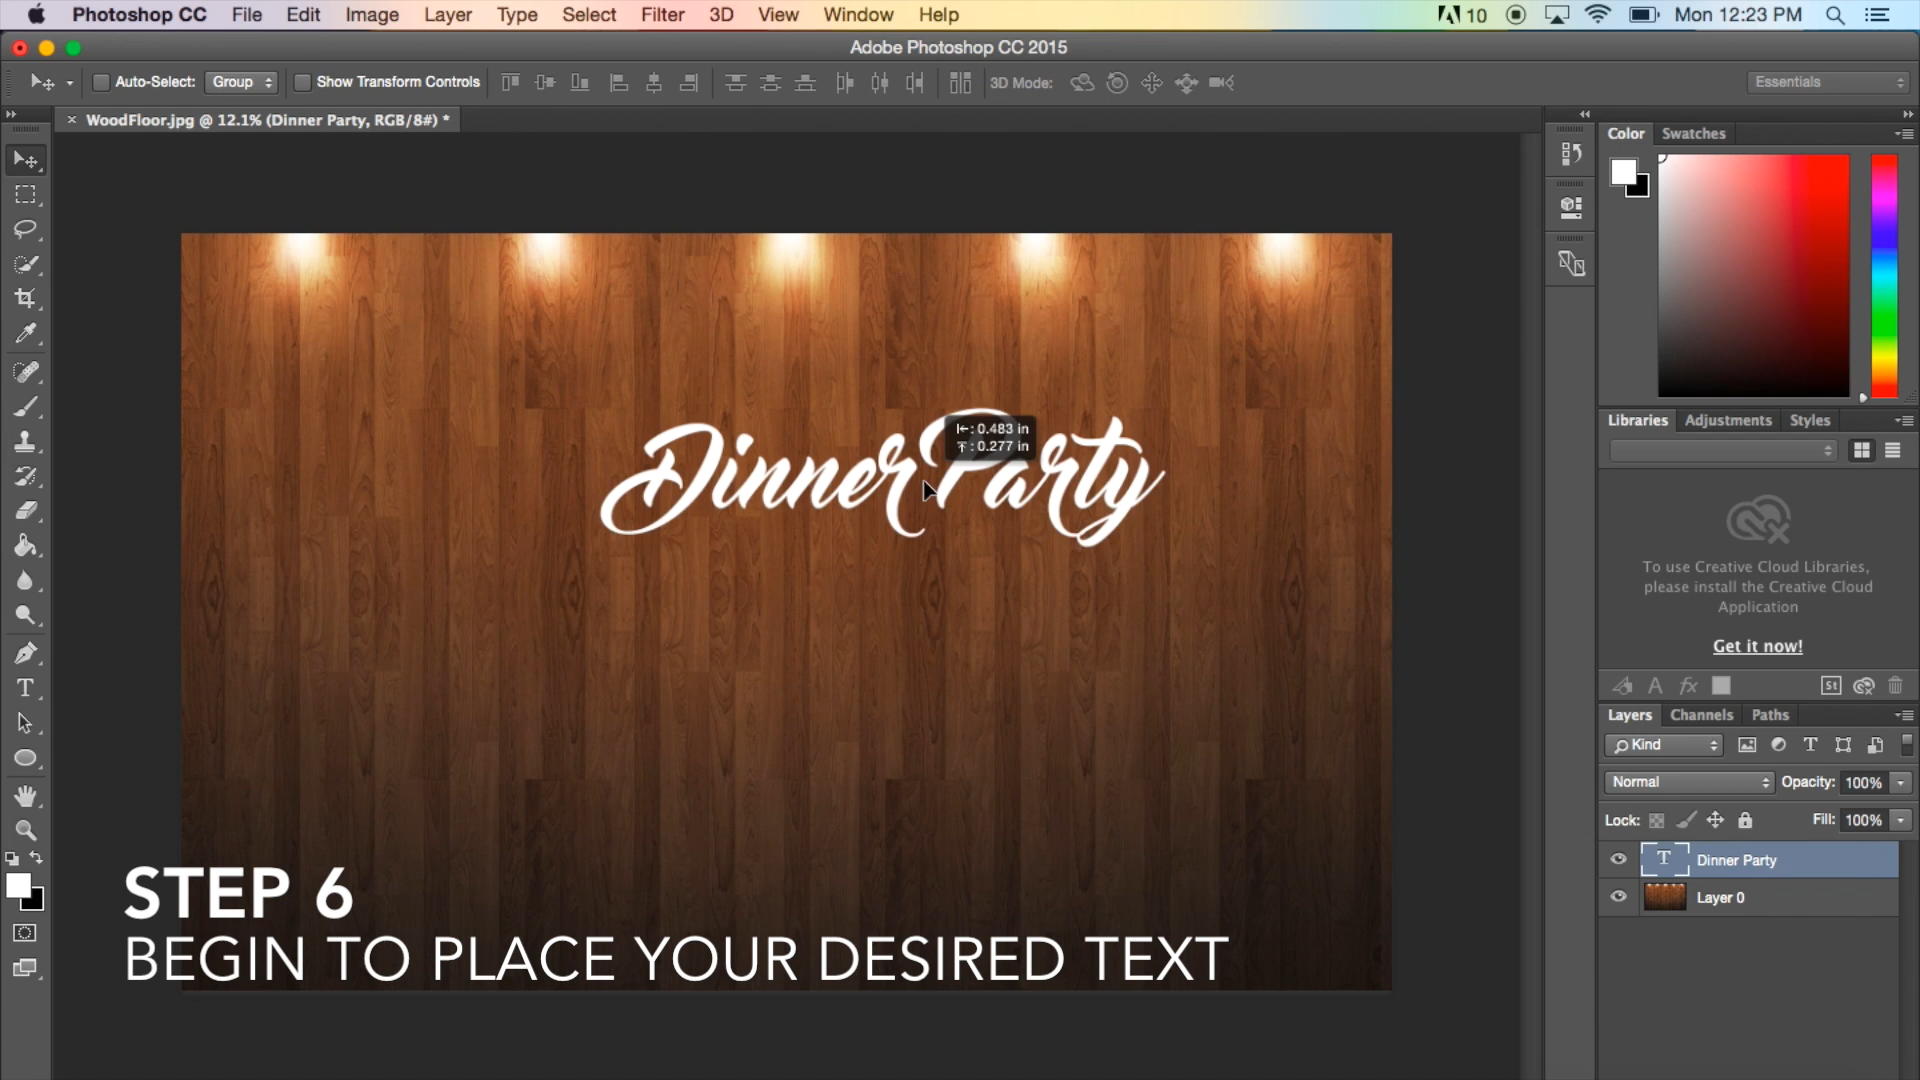 Photoshop CC File Edit Image Layer Type Select Filter 3D View Window Help 10 Mon 12:23 PM
Adobe Photoshop CC 2015
Auto-Select: Group Show Transform Controls 3D Mode: Essentials
× WoodFloor.jpg @ 12.1% (Dinner Party, RGB/8#) *
Color Swatches
Dinner Party
: 0.483 in
: 0.277 in
Libraries Adjustments Styles
To use Creative Cloud Libraries,
please install the Creative Cloud
Application
Get it now!
A fx St
Layers Channels Paths
Kind T
Normal Opacity: 100%
Lock: Fill: 100%
T Dinner Party
Layer 0
T
STEP 6
BEGIN TO PLACE YOUR DESIRED TEXT